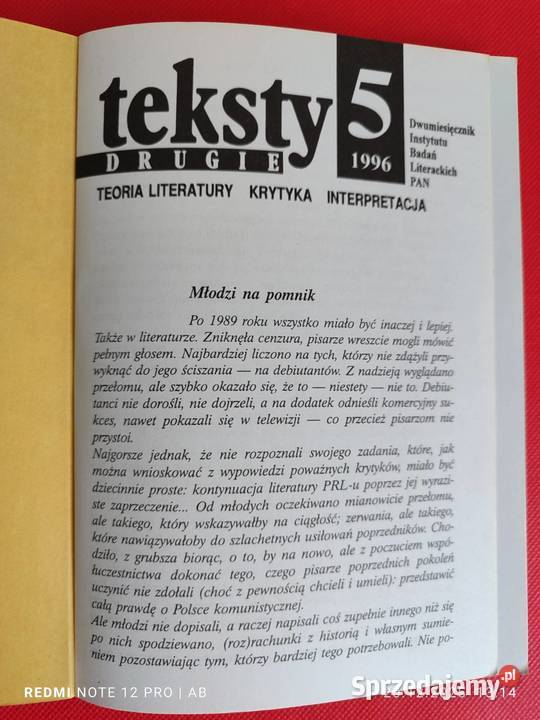 teksty
DRUGIE
5
1996
Dwumiesięcznik
Instytutu
Badań
Literackich
PAN
TEORIA LITERATURY KRYTYKA INTERPRETACJA
Młodzi na pomnik
Po 1989 roku wszystko miało być inaczej i lepiej.
Także w literaturze. Zniknęła cenzura, pisarze wreszcie mogli mówić
pełnym głosem. Najbardziej liczono na tych, którzy nie zdążyli przy-
wyknąć do jego ściszania — na debiutantów. Z nadzieją wyglądano
przełomu, ale szybko okazało się, że to — niestety — nie to. Debiu-
tanci nie dorośli, nie dojrzeli, a na dodatek odnieśli komercyjny su-
kces, nawet pokazali się w telewizji — co przecież pisarzom nie
przystoi.
Najgorsze jednak, że nie rozpoznali swojego zadania, które, jak
można wnioskować z wypowiedzi poważnych krytyków, miało być
dziecinnie proste: kontynuacja literatury PRL-u poprzez jej wyrazi-
ste zaprzeczenie... Od młodych oczekiwano mianowicie przełomu,
ale takiego, który wskazywałby na ciągłość; zerwania, ale takiego,
które nawiązywałoby do szlachetnych usiłowań poprzedników. Cho-
dziło, z grubsza biorąc, o to, by na nowo, ale z poczuciem wspó-
łuczestnictwa dokonać tego, czego pisarze poprzednich pokoleń
uczynić nie zdołali (choć z pewnością chcieli i umieli): przedstawić
całą prawdę o Polsce komunistycznej.
Ale młodzi nie dopisali, a raczej napisali coś zupełnie innego niż się
po nich spodziewano, (roz)rachunki z historią i własnym sumie-
niem pozostawiając tym, którzy bardziej tego potrzebowali. Nie po-
REDMI NOTE 12 PRO | AB
Sprzedajemy.pl